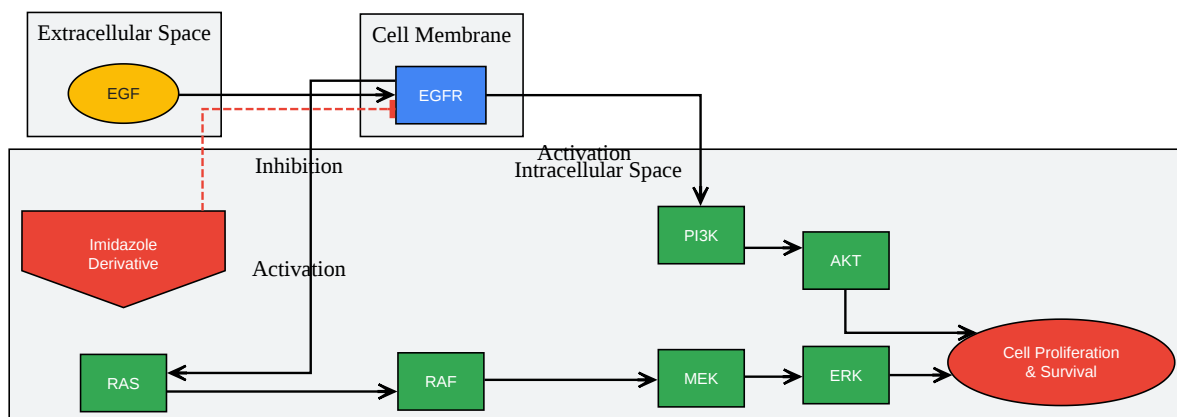 Extracellular Space
Cell Membrane
EGF
EGFR
Inhibition
Activation
Intracellular Space
Imidazole
Derivative
PI3K
AKT
Activation
RAS
RAF
MEK
ERK
Cell Proliferation
& Survival